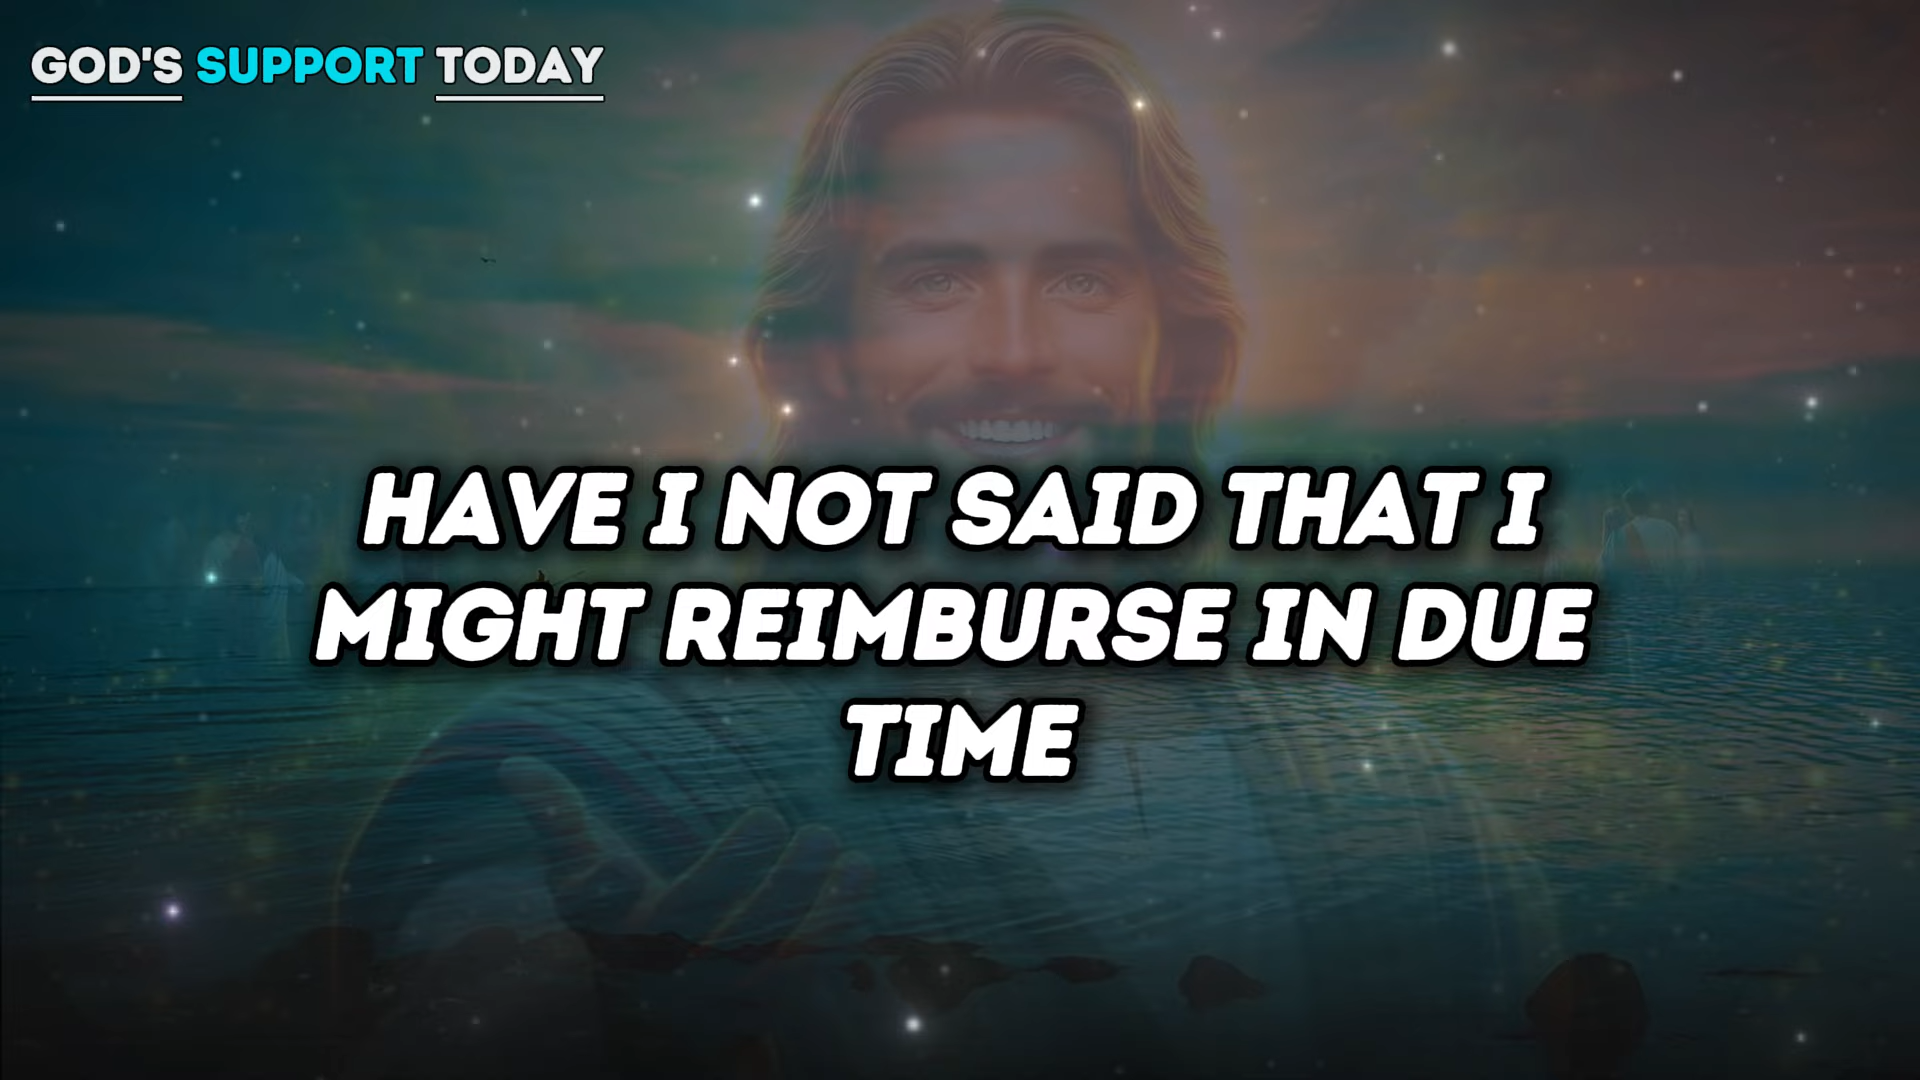 GOD'S SUPPORT TODAY
HAVE I NOT SAID THAT I
MIGHT REIMBURSE IN DUE
TIME